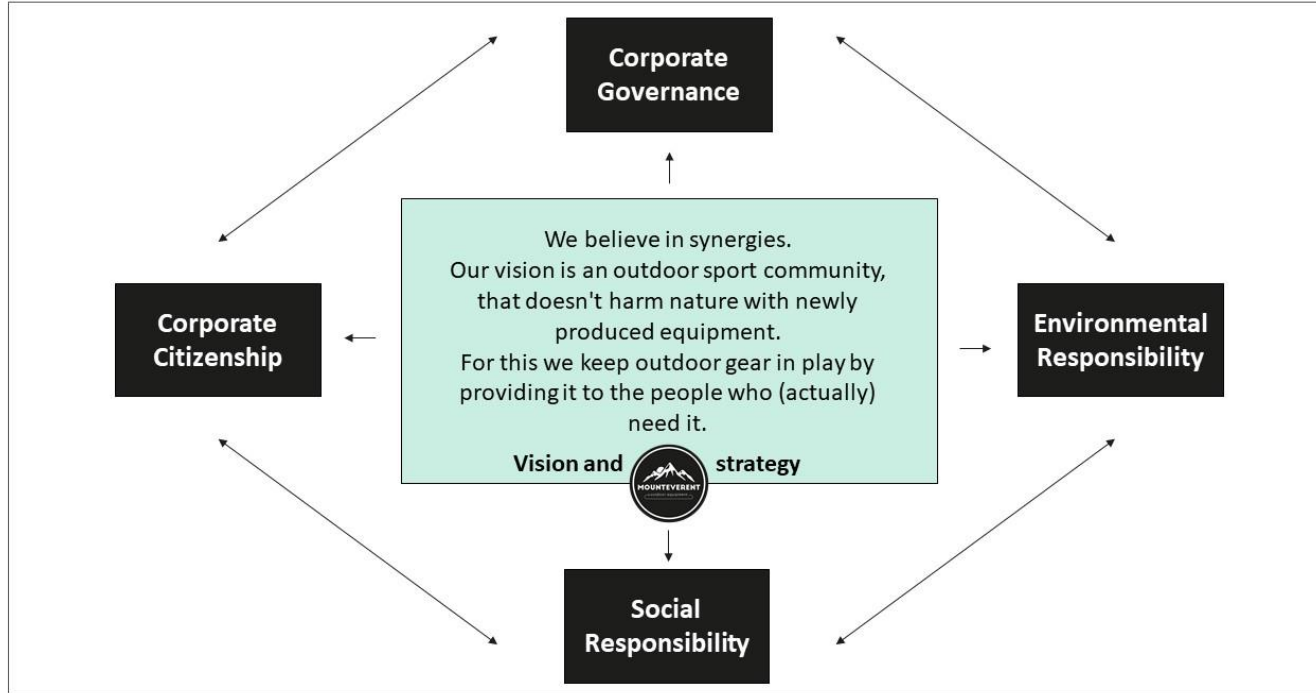 Corporate
Governance
We believe in synergies.
Our vision is an outdoor sport community,
that doesn't harm nature with newly
produced equipment.
For this we keep outdoor gear in play by
providing it to the people who (actually)
need it.
Vision and strategy
MOUNTEVERENT
Corporate
Citizenship
Environmental
Responsibility
Social
Responsibility